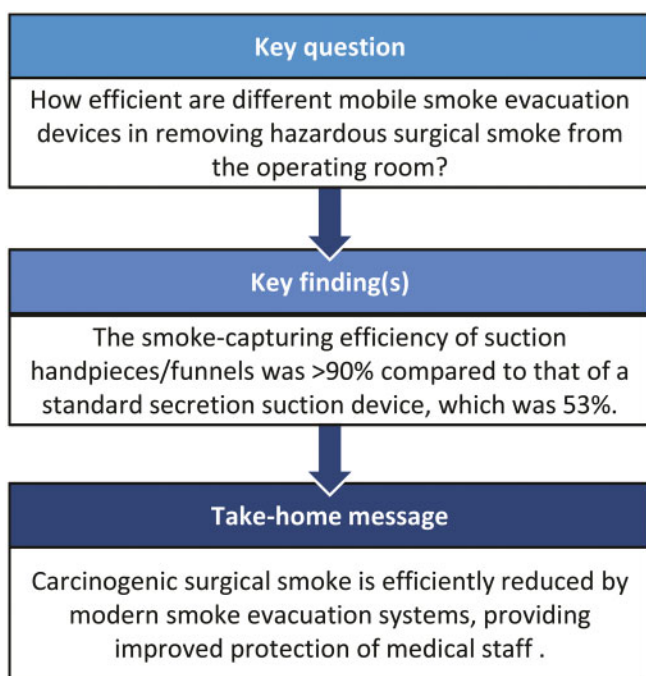 Key question
How efficient are different mobile smoke evacuation
devices in removing hazardous surgical smoke from
the operating room?
Key finding(s)
The smoke-capturing efficiency of suction
handpieces/funnels was >90% compared to that of a
standard secretion suction device, which was 53%.
Take-home message
Carcinogenic surgical smoke is efficiently reduced by
modern smoke evacuation systems, providing
improved protection of medical staff .